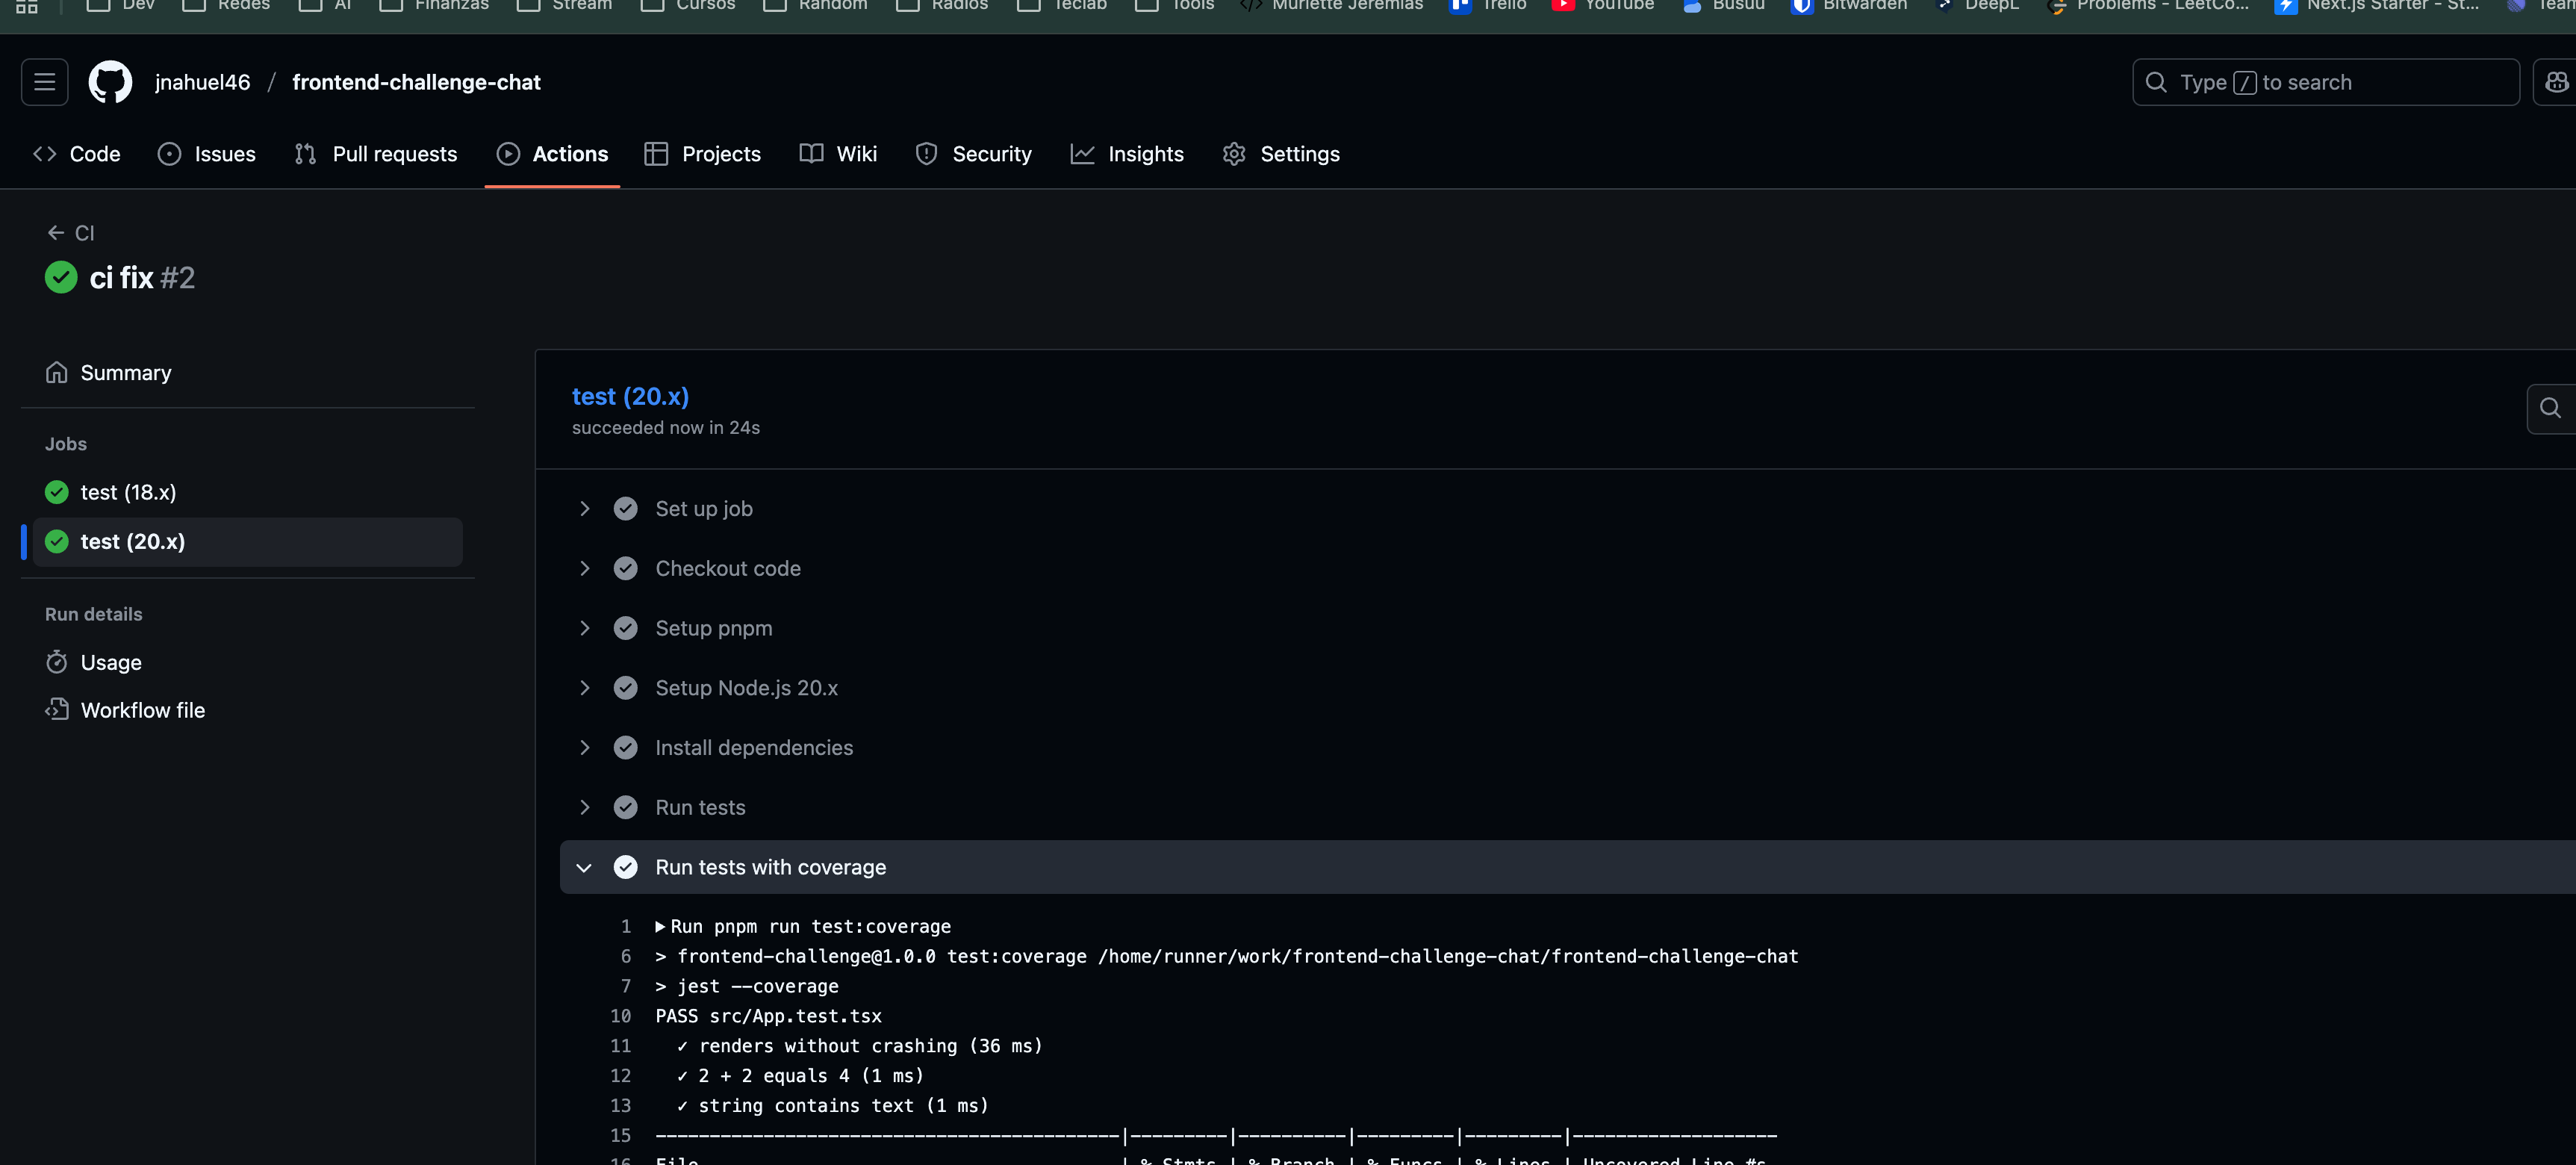 Dev Redes AI Finanzas Stream Cursos Random Radios Teclab Tools Muriette Jeremias Trello YouTube Busuu Bitwarden DeepL Problems - LeetCo... Next.js Starter - St...
jnahuel46 / frontend-challenge-chat
Type / to search
Code Issues Pull requests Actions Projects Wiki Security Insights Settings
CI
ci fix #2
Summary
Jobs
test (18.x)
test (20.x)
Run details
Usage
Workflow file
test (20.x)
succeeded now in 24s
Set up job
Checkout code
Setup pnpm
Setup Node.js 20.x
Install dependencies
Run tests
Run tests with coverage
1 ▶Run pnpm run test:coverage
6 > frontend-challenge@1.0.0 test:coverage /home/runner/work/frontend-challenge-chat/frontend-challenge-chat
7 > jest --coverage
10 PASS src/App.test.tsx
11 ✓ renders without crashing (36 ms)
12 ✓ 2 + 2 equals 4 (1 ms)
13 ✓ string contains text (1 ms)
15 -------------------------------------------|---------|----------|---------|---------|-------------------
16 File | % Stmts | % Branch | % Funcs | % Lines | Uncovered Line #s